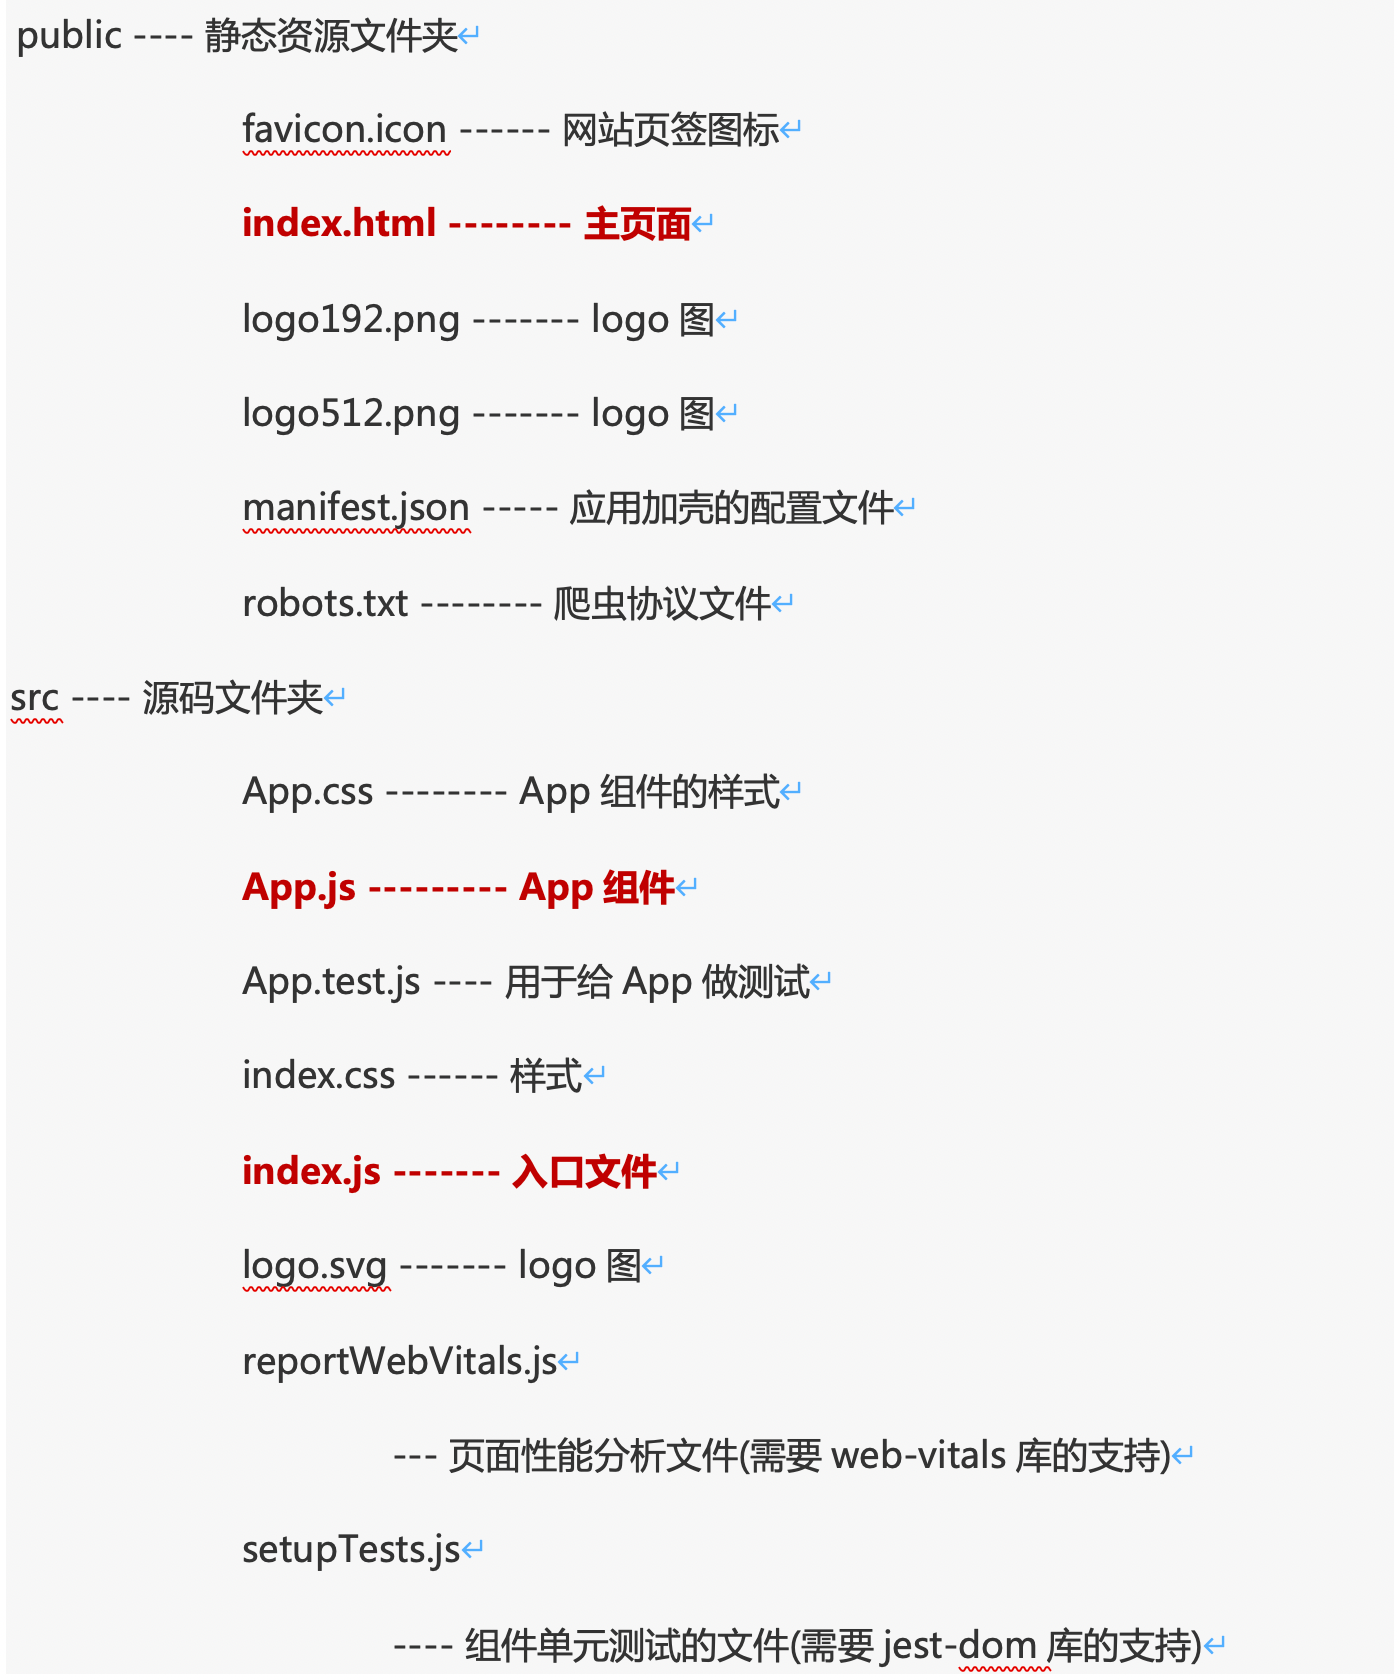 public ---- 静态资源文件夹↵
favicon.icon ------ 网站页签图标↵
index.html -------- 主页面↵
logo192.png ------- logo 图↵
logo512.png ------- logo 图↵
manifest.json ----- 应用加壳的配置文件↵
robots.txt -------- 爬虫协议文件↵
src ---- 源码文件夹↵
App.css -------- App 组件的样式↵
App.js --------- App 组件↵
App.test.js ---- 用于给 App 做测试↵
index.css ------ 样式↵
index.js ------- 入口文件↵
logo.svg ------- logo 图↵
reportWebVitals.js↵
--- 页面性能分析文件(需要 web-vitals 库的支持)↵
setupTests.js↵
---- 组件单元测试的文件(需要 jest-dom 库的支持)↵